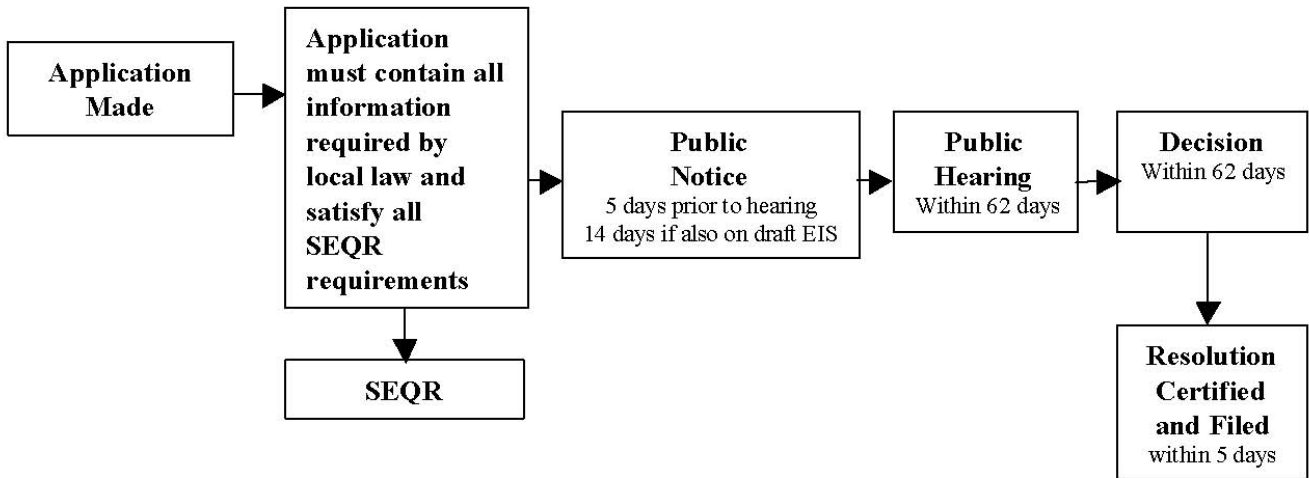 Application
Made
Application
must contain all
information
required by
local law and
satisfy all
SEQR
requirements
SEQR
Public
Notice
5 days prior to hearing
14 days if also on draft EIS
Public
Hearing
Within 62 days
Decision
Within 62 days
Resolution
Certified
and Filed
within 5 days